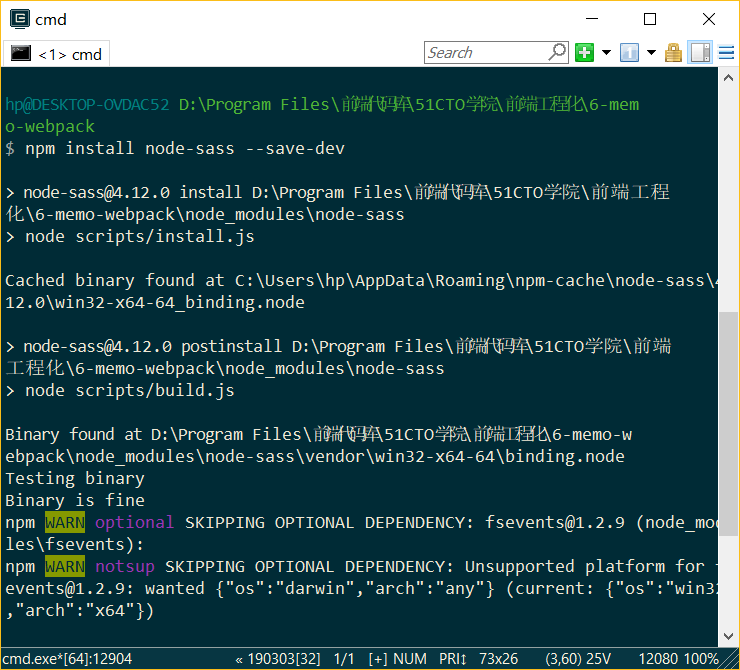 cmd
<1> cmd
Search
hp@DESKTOP-OVDAC52 D:\Program Files\前端代码库\51CTO学院\前端工程化\6-mem
o-webpack
$ npm install node-sass --save-dev
> node-sass@4.12.0 install D:\Program Files\前端代码库\51CTO学院\前端工程
化\6-memo-webpack\node_modules\node-sass
> node scripts/install.js
Cached binary found at C:\Users\hp\AppData\Roaming\npm-cache\node-sass\4
12.0\win32-x64-64_binding.node
> node-sass@4.12.0 postinstall D:\Program Files\前端代码库\51CTO学院\前端
工程化\6-memo-webpack\node_modules\node-sass
> node scripts/build.js
Binary found at D:\Program Files\前端代码库\51CTO学院\前端工程化\6-memo-w
ebpack\node_modules\node-sass\vendor\win32-x64-64\binding.node
Testing binary
Binary is fine
npm WARN optional SKIPPING OPTIONAL DEPENDENCY: fsevents@1.2.9 (node_mod
les\fsevents):
npm WARN notsup SKIPPING OPTIONAL DEPENDENCY: Unsupported platform for f
events@1.2.9: wanted {"os":"darwin","arch":"any"} (current: {"os":"win32
,"arch":"x64"})
cmd.exe*[64]:12904 « 190303[32] 1/1 [+] NUM PRI↕ 73x26 (3,60) 25V 12080 100%